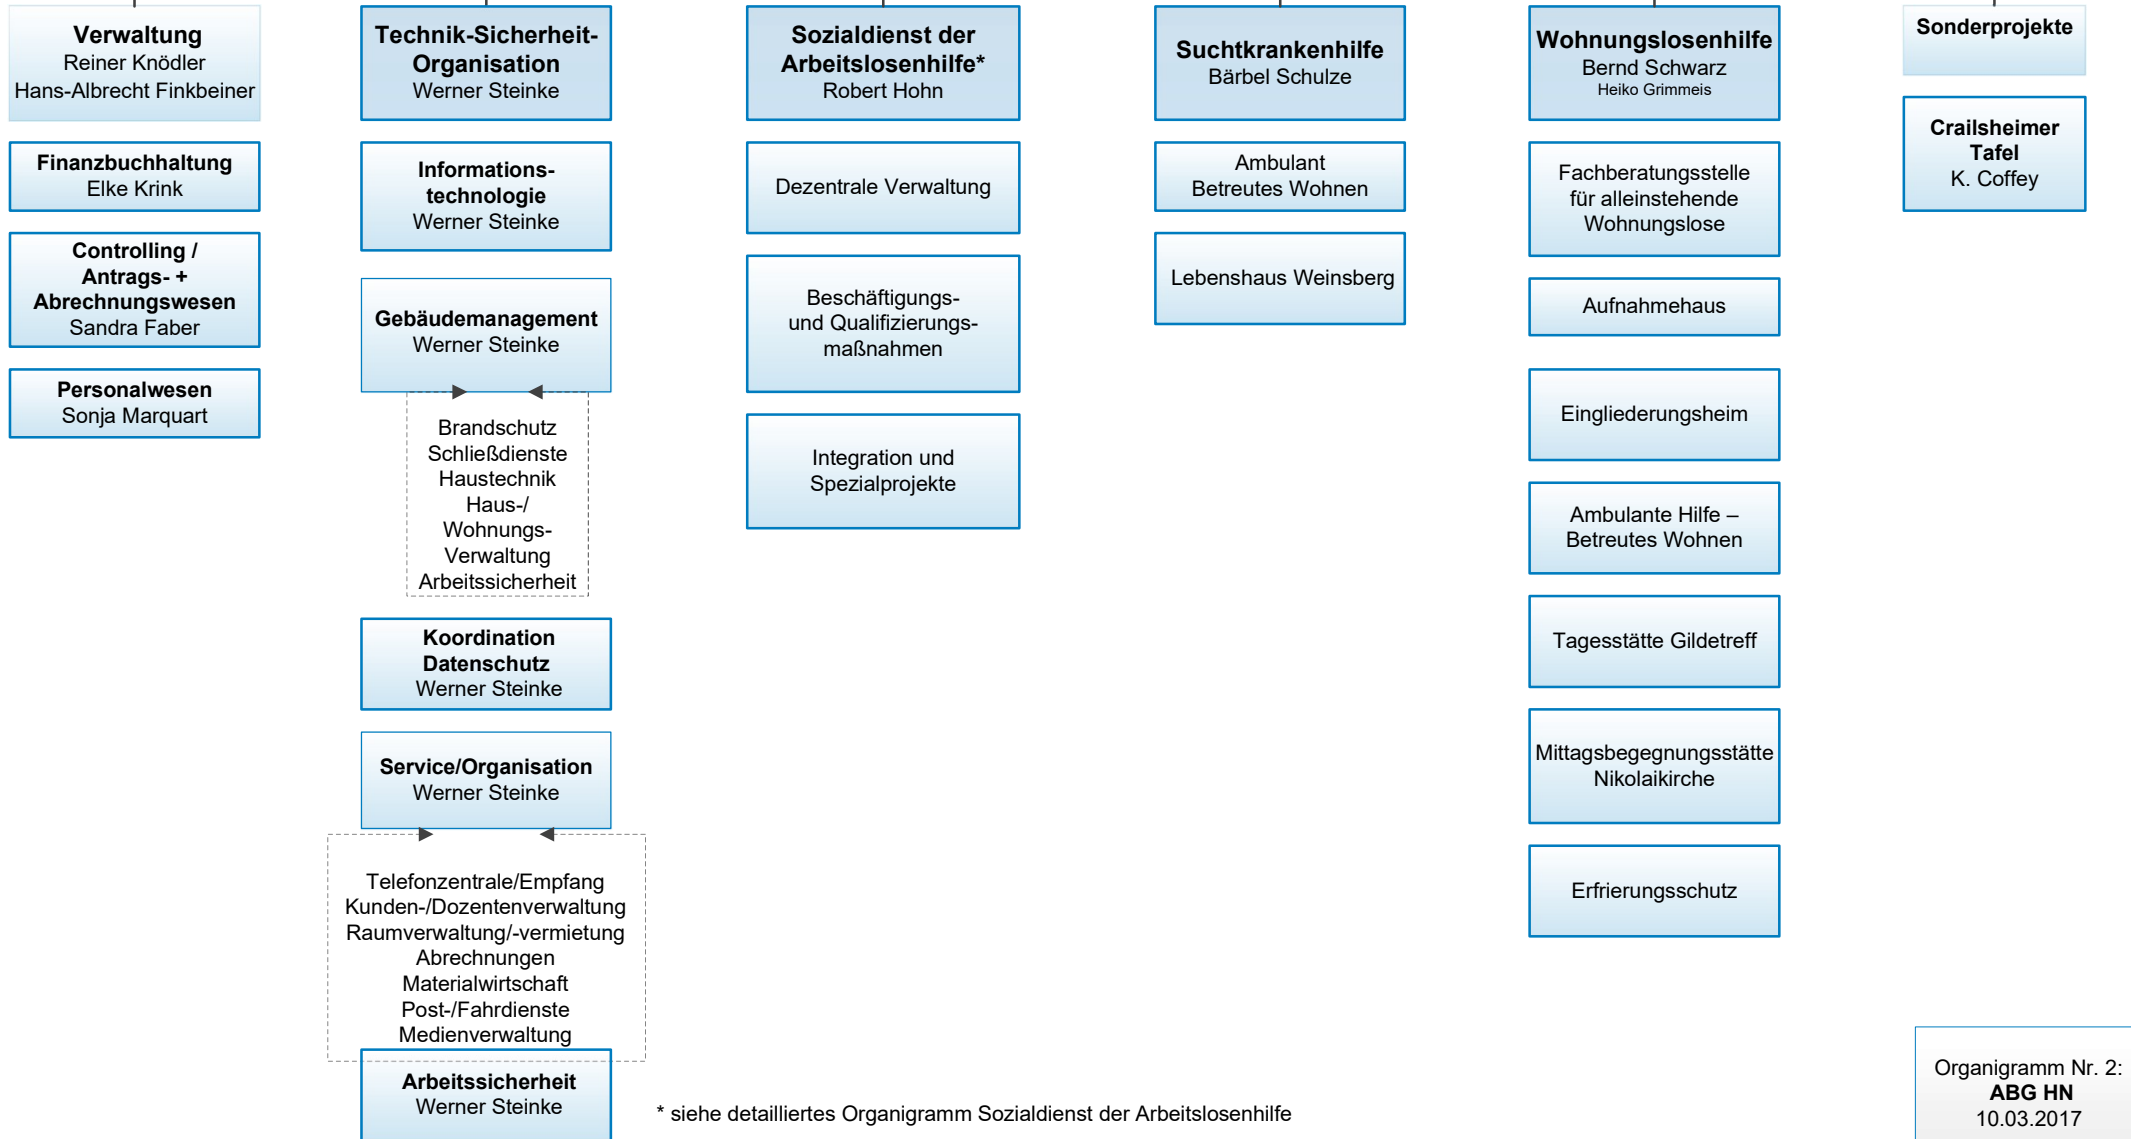 Verwaltung
Reiner Knödler
Hans-Albrecht Finkbeiner
Finanzbuchhaltung
Elke Krink
Controlling /
Antrags- +
Abrechnungswesen
Sandra Faber
Personalwesen
Sonja Marquart
Technik-Sicherheit-
Organisation
Werner Steinke
Informations-
technologie
Werner Steinke
Gebäudemanagement
Werner Steinke
Brandschutz
Schließdienste
Haustechnik
Haus-/
Wohnungs-
Verwaltung
Arbeitssicherheit
Koordination
Datenschutz
Werner Steinke
Service/Organisation
Werner Steinke
Telefonzentrale/Empfang
Kunden-/Dozentenverwaltung
Raumverwaltung/-vermietung
Abrechnungen
Materialwirtschaft
Post-/Fahrdienste
Medienverwaltung
Arbeitssicherheit
Werner Steinke
Sozialdienst der
Arbeitslosenhilfe*
Robert Hohn
Dezentrale Verwaltung
Beschäftigungs-
und Qualifizierungs-
maßnahmen
Integration und
Spezialprojekte
Suchtkrankenhilfe
Bärbel Schulze
Ambulant
Betreutes Wohnen
Lebenshaus Weinsberg
Wohnungslosenhilfe
Bernd Schwarz
Heiko Grimmeis
Fachberatungsstelle
für alleinstehende
Wohnungslose
Aufnahmehaus
Eingliederungsheim
Ambulante Hilfe –
Betreutes Wohnen
Tagesstätte Gildetreff
Mittagsbegegnungsstätte
Nikolaikirche
Erfrierungsschutz
Sonderprojekte
Crailsheimer
Tafel
K. Coffey
* siehe detailliertes Organigramm Sozialdienst der Arbeitslosenhilfe
Organigramm Nr. 2:
ABG HN
10.03.2017